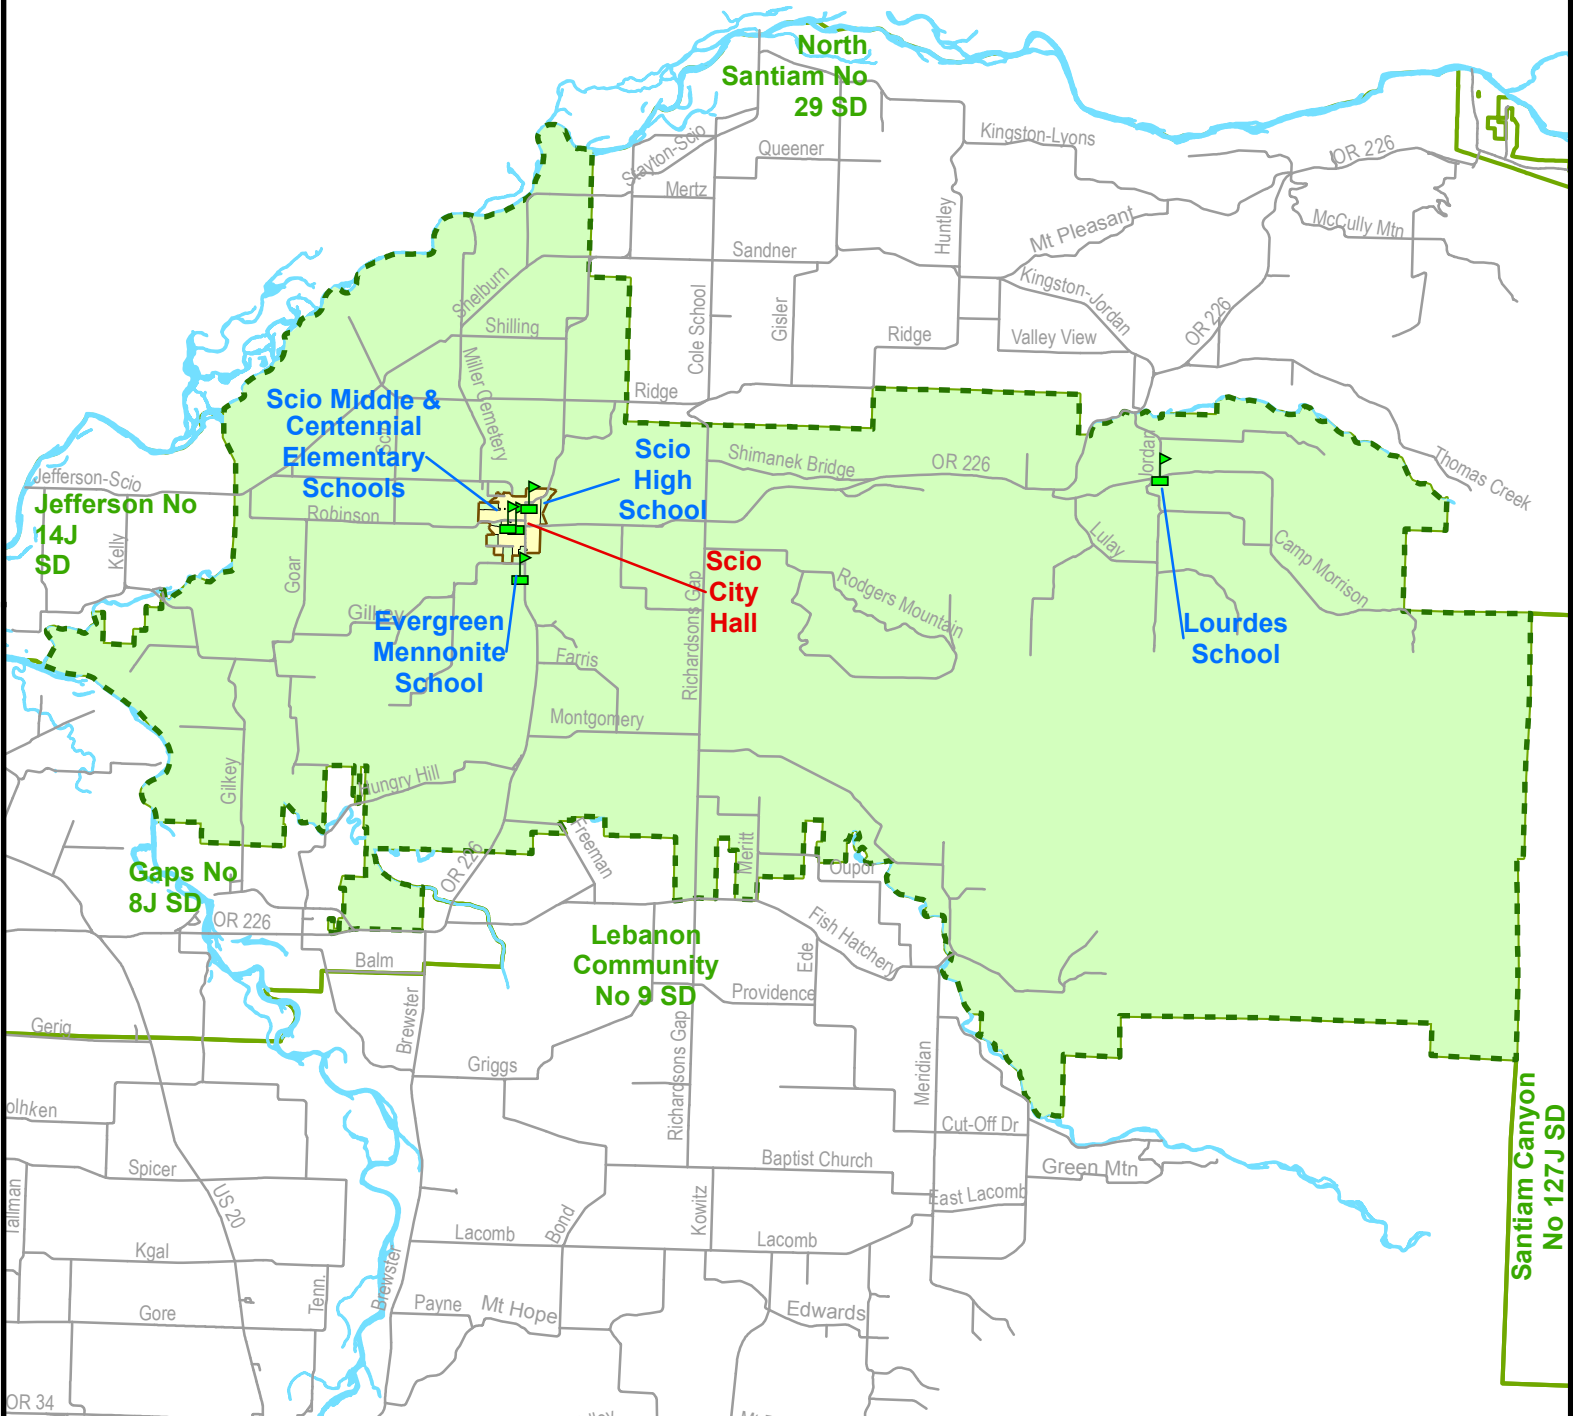 North
Santiam No
29 SD
Kingston-Lyons
OR 226
Stayton-Scio
Queener
Mertz
McCully Mtn
Mt Pleasant
Huntley
Sandner
Shelburn
Kingston-Jordan
Cole School
Gisler
OR 226
Shilling
Ridge
Valley View
Miller Cemetery
Ridge
Scio Middle &
Centennial
Elementary
Schools
Scio
High
School
Shimanek Bridge
OR 226
Jordan
Thomas Creek
Jefferson-Scio
Jefferson No
14J
SD
Robinson
Kelly
Goar
Lulay
Camp Morrison
Scio
City
Hall
Richardsons Gap
Rodgers Mountain
Gilkey
Evergreen
Mennonite
School
Farris
Lourdes
School
Montgomery
Gilkey
Hungry Hill
Freeman
Meritt
OR 226
Oupor
Gaps No
8J SD
OR 226
Lebanon
Community
No 9 SD
Fish Hatchery
Ede
Balm
Providence
Brewster
Gerig
Richardsons Gap
Griggs
Meridian
olhken
Cut-Off Dr
Santiam Canyon
No 127J SD
Spicer
Baptist Church
Green Mtn
East Lacomb
Tallman
US 20
Kowitz
Bond
Lacomb
Lacomb
Kgal
Brewster
Tenn.
Gore
Payne
Mt Hope
Edwards
OR 34